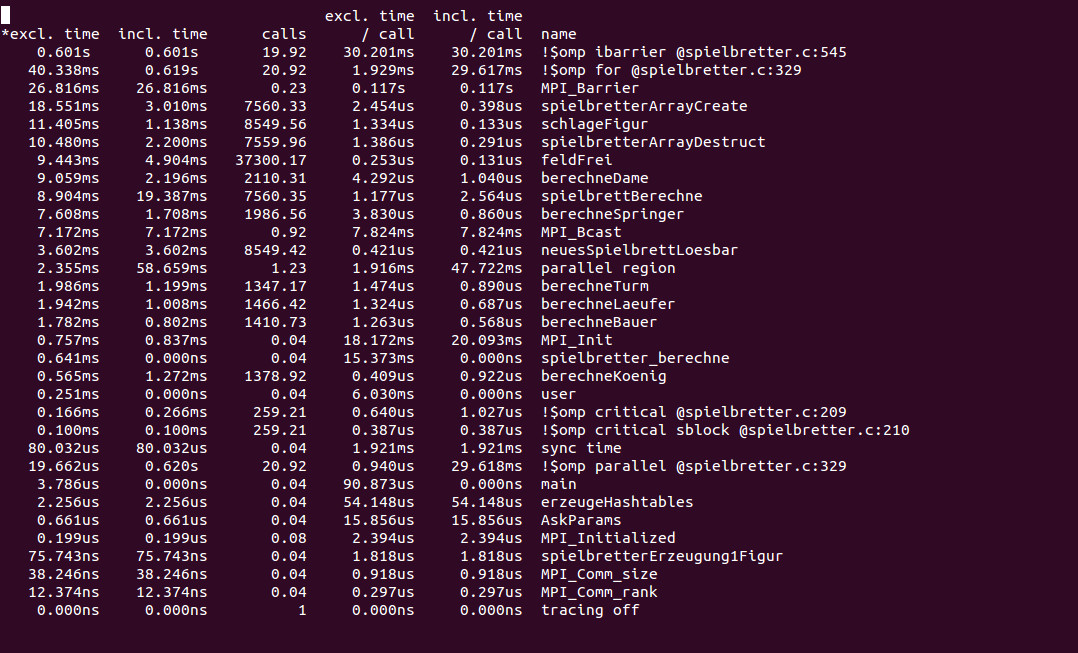 excl. time incl. time
*excl. time incl. time calls / call / call name
0.601s 0.601s 19.92 30.201ms 30.201ms !$omp ibarrier @spielbretter.c:545
40.338ms 0.619s 20.92 1.929ms 29.617ms !$omp for @spielbretter.c:329
26.816ms 26.816ms 0.23 0.117s 0.117s MPI_Barrier
18.551ms 3.010ms 7560.33 2.454us 0.398us spielbretterArrayCreate
11.405ms 1.138ms 8549.56 1.334us 0.133us schlageFigur
10.480ms 2.200ms 7559.96 1.386us 0.291us spielbretterArrayDestruct
9.443ms 4.904ms 37300.17 0.253us 0.131us feldFrei
9.059ms 2.196ms 2110.31 4.292us 1.040us berechneDame
8.904ms 19.387ms 7560.35 1.177us 2.564us spielbrettBerechne
7.608ms 1.708ms 1986.56 3.830us 0.860us berechneSpringer
7.172ms 7.172ms 0.92 7.824ms 7.824ms MPI_Bcast
3.602ms 3.602ms 8549.42 0.421us 0.421us neuesSpielbrettLoesbar
2.355ms 58.659ms 1.23 1.916ms 47.722ms parallel region
1.986ms 1.199ms 1347.17 1.474us 0.890us berechneTurm
1.942ms 1.008ms 1466.42 1.324us 0.687us berechneLaeufer
1.782ms 0.802ms 1410.73 1.263us 0.568us berechneBauer
0.757ms 0.837ms 0.04 18.172ms 20.093ms MPI_Init
0.641ms 0.000ns 0.04 15.373ms 0.000ns spielbretter_berechne
0.565ms 1.272ms 1378.92 0.409us 0.922us berechneKoenig
0.251ms 0.000ns 0.04 6.030ms 0.000ns user
0.166ms 0.266ms 259.21 0.640us 1.027us !$omp critical @spielbretter.c:209
0.100ms 0.100ms 259.21 0.387us 0.387us !$omp critical sblock @spielbretter.c:210
80.032us 80.032us 0.04 1.921ms 1.921ms sync time
19.662us 0.620s 20.92 0.940us 29.618ms !$omp parallel @spielbretter.c:329
3.786us 0.000ns 0.04 90.873us 0.000ns main
2.256us 2.256us 0.04 54.148us 54.148us erzeugeHashtables
0.661us 0.661us 0.04 15.856us 15.856us AskParams
0.199us 0.199us 0.08 2.394us 2.394us MPI_Initialized
75.743ns 75.743ns 0.04 1.818us 1.818us spielbretterErzeugung1Figur
38.246ns 38.246ns 0.04 0.918us 0.918us MPI_Comm_size
12.374ns 12.374ns 0.04 0.297us 0.297us MPI_Comm_rank
0.000ns 0.000ns 1 0.000ns 0.000ns tracing off